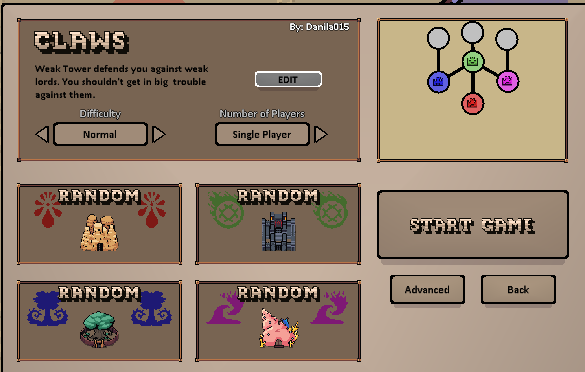 By: Danila015
CLAWS
Weak Tower defends you against weak
lords. You shouldn't get in big trouble
against them.
EDIT
Difficulty
Number of Players
Normal
Single Player
RANDOM
RANDOM
START GAME
Advanced
Back
RANDOM
RANDOM